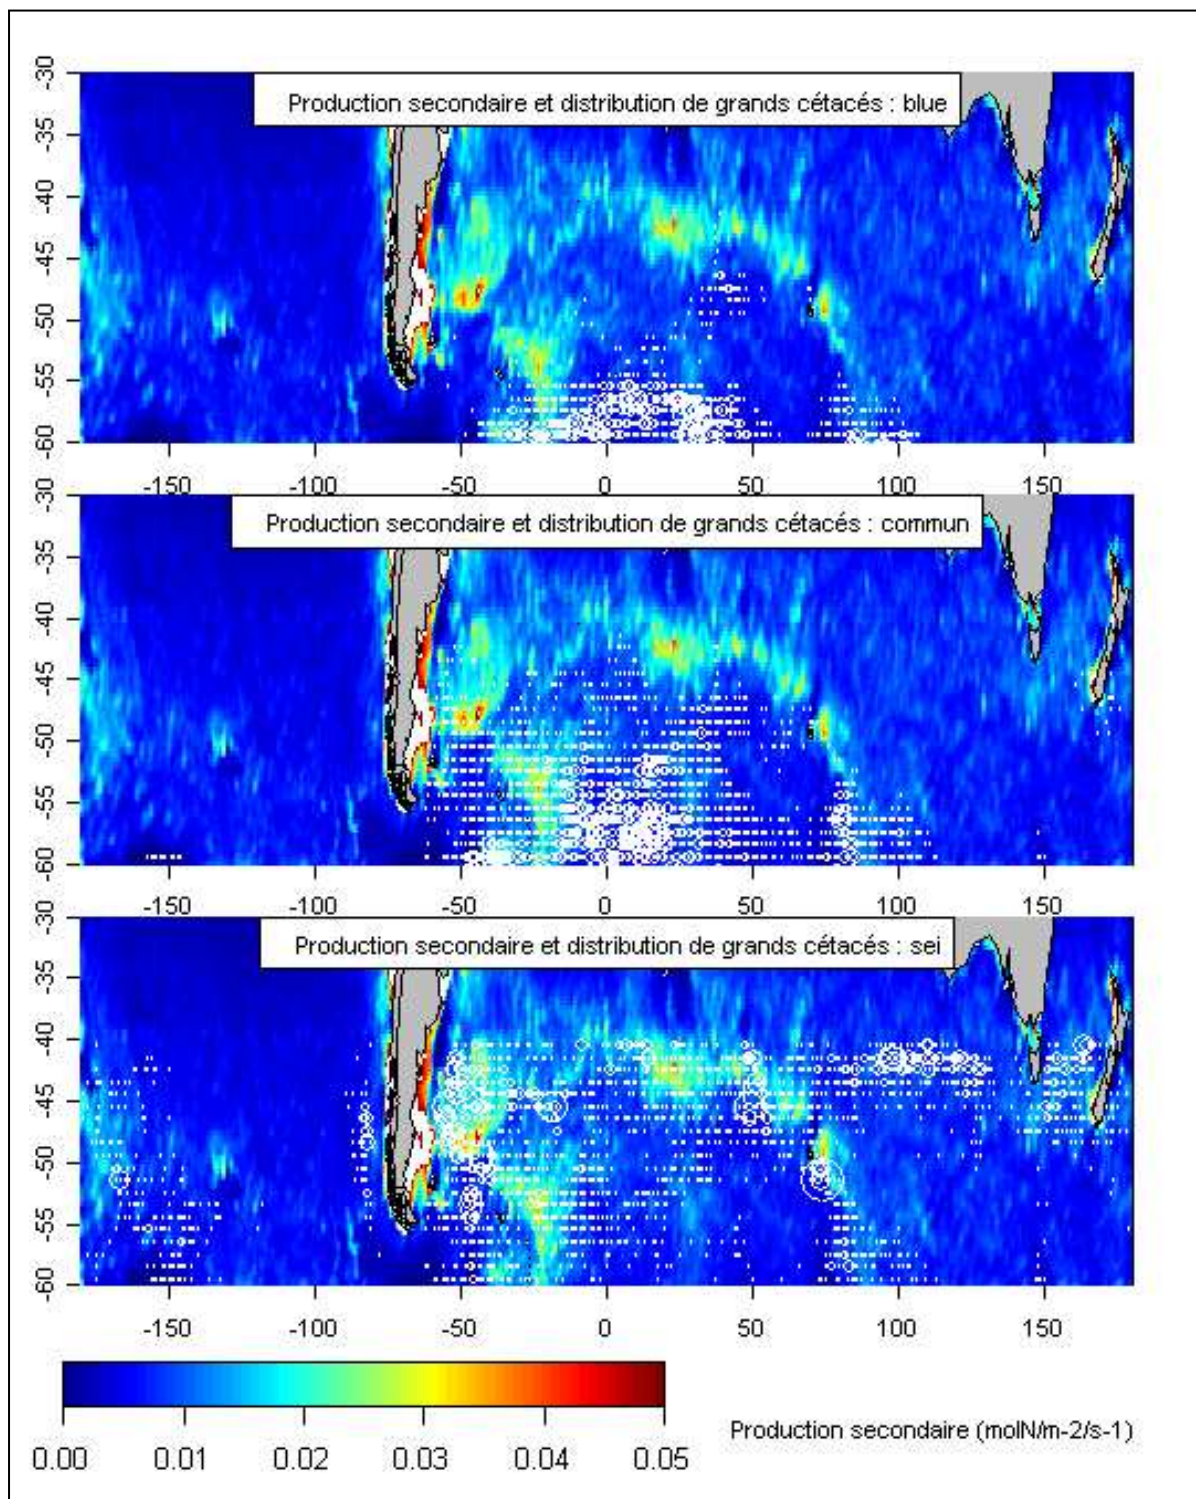 -30
-35
-40
-45
-50
-55
-60
Production secondaire et distribution de grands cétacés : blue
-150 -100 -50 0 50 100 150
-30
-35
-40
-45
-50
-55
-60
Production secondaire et distribution de grands cétacés : commun
-150 -100 -50 0 50 100 150
-30
-35
-40
-45
-50
-55
-60
Production secondaire et distribution de grands cétacés : sei
-150 -100 -50 0 50 100 150
0.00 0.01 0.02 0.03 0.04 0.05
Production secondaire (molN/m-2/s-1)